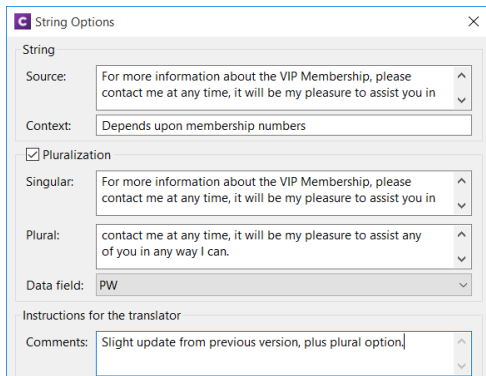 C String Options
String
Source: For more information about the VIP Membership, please
contact me at any time, it will be my pleasure to assist you in
Context: Depends upon membership numbers
Pluralization
Singular: For more information about the VIP Membership, please
contact me at any time, it will be my pleasure to assist you in
Plural: contact me at any time, it will be my pleasure to assist any
of you in any way I can.
Data field: PW
Instructions for the translator
Comments: Slight update from previous version, plus plural option.